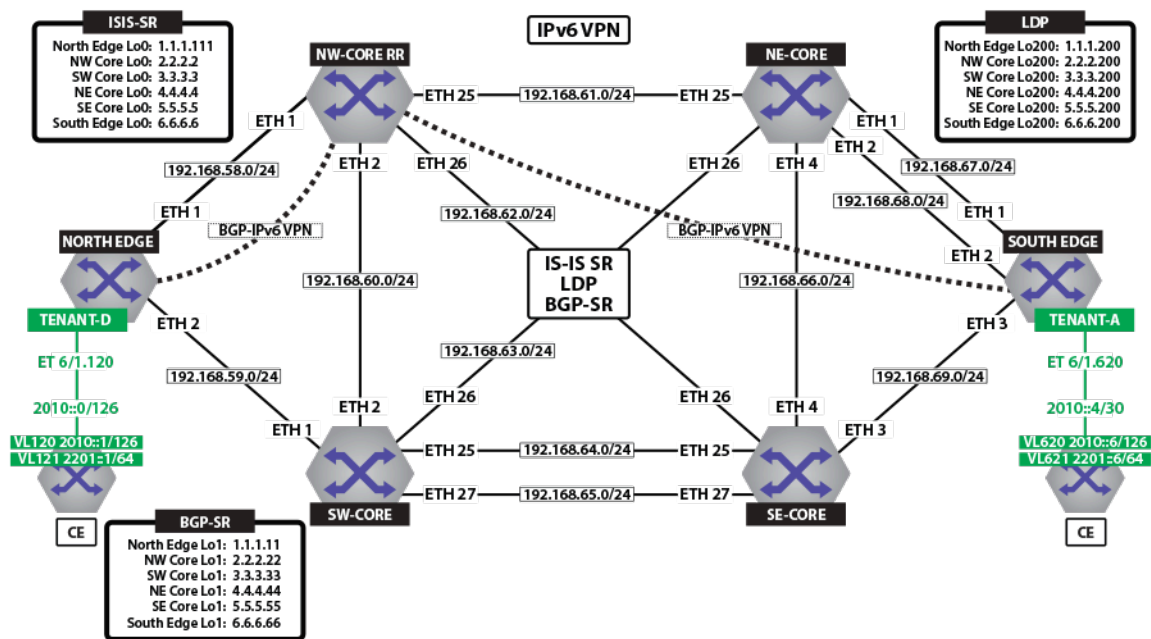 ISIS-SR
North Edge Lo0: 1.1.1.111
NW Core Lo0: 2.2.2.2
SW Core Lo0: 3.3.3.3
NE Core Lo0: 4.4.4.4
SE Core Lo0: 5.5.5.5
South Edge Lo0: 6.6.6.6
IPv6 VPN
LDP
North Edge Lo200: 1.1.1.200
NW Core Lo200: 2.2.2.200
SW Core Lo200: 3.3.3.200
NE Core Lo200: 4.4.4.200
SE Core Lo200: 5.5.5.200
South Edge Lo200: 6.6.6.200
NW-CORE RR
NE-CORE
ETH 25
192.168.61.0/24
ETH 25
ETH 1
ETH 1
ETH 2
ETH 2
ETH 26
ETH 26
ETH 4
192.168.58.0/24
192.168.67.0/24
192.168.68.0/24
ETH 1
192.168.62.0/24
ETH 1
BGP-IPv6 VPN
BGP-IPv6 VPN
NORTH EDGE
ETH 2
SOUTH EDGE
IS-IS SR
LDP
BGP-SR
192.168.60.0/24
192.168.66.0/24
TENANT-D
ETH 2
ETH 3
TENANT-A
ET 6/1.120
192.168.63.0/24
ET 6/1.620
192.168.59.0/24
192.168.69.0/24
2010::0/126
ETH 26
ETH 26
2010::4/30
ETH 2
ETH 4
ETH 1
ETH 3
VL120 2010::1/126
VL121 2201::1/64
VL620 2010::6/126
VL621 2201::6/64
ETH 25
192.168.64.0/24
ETH 25
ETH 27
192.168.65.0/24
ETH 27
SW-CORE
SE-CORE
CE
CE
BGP-SR
North Edge Lo1: 1.1.1.11
NW Core Lo1: 2.2.2.22
SW Core Lo1: 3.3.3.33
NE Core Lo1: 4.4.4.44
SE Core Lo1: 5.5.5.55
South Edge Lo1: 6.6.6.66